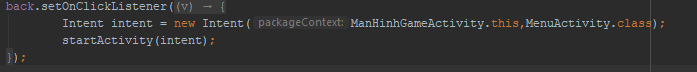 back.setOnClickListener((v) → {
Intent intent = new Intent( packageContext: ManHinhGameActivity.this,MenuActivity.class);
startActivity(intent);
});